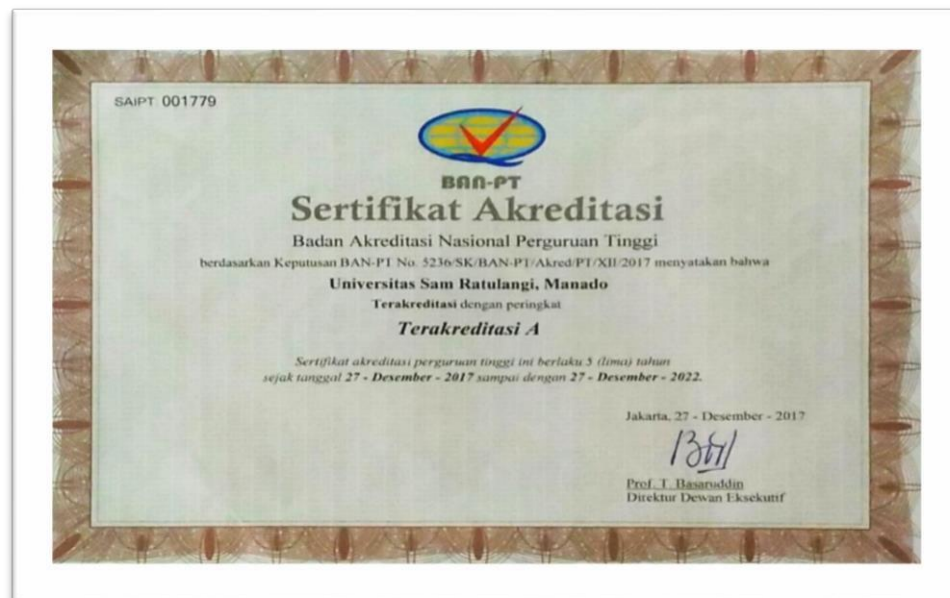 SAIPT 001779
BAN-PT
Sertifikat Akreditasi
Badan Akreditasi Nasional Perguruan Tinggi
berdasarkan Keputusan BAN-PT No. 5236/SK/BAN-PT/Akred/PT/XII/2017 menyatakan bahwa
Universitas Sam Ratulangi, Manado
Terakreditasi dengan peringkat
Terakreditasi A
Sertifikat akreditasi perguruan tinggi ini berlaku 5 (lima) tahun
sejak tanggal 27 - Desember - 2017 sampai dengan 27 - Desember - 2022.
Jakarta, 27 - Desember - 2017
Prof. T. Basaruddin
Direktur Dewan Eksekutif